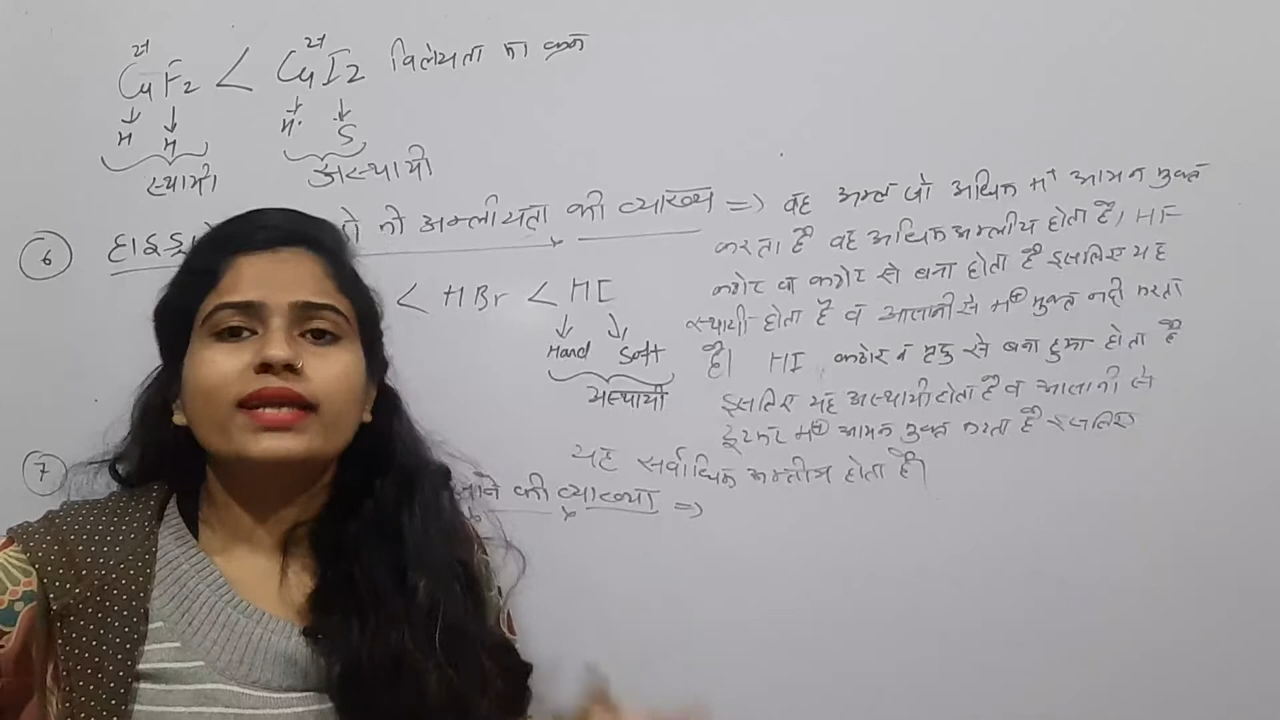 2+ 2+
CuF2 < CuI2 विलेयता का क्रम
H H H S
स्थायी अस्थायी
6 हाइड्रो की अम्लीयता की व्याख्य => वह अम्ल जो अधिक H+ आयन मुक्त
करता है वह अधिक अम्लीय होता है। HF
< HBr < HI
कठोर व कठोर से बना होता है इसलिए यह
स्थायी होता है व आसानी से H⊕ मुक्त नहीं करता
Hard Soft
है। HI कठोर व मृदु से बना हुआ होता है
अस्थायी
इसलिए यह अस्थायी होता है व आसानी से
टूटकर H⊕ आयन मुक्त करता है इसलिए
यह सर्वाधिक अम्लीय होता है।
7 जाने की व्याख्या =>